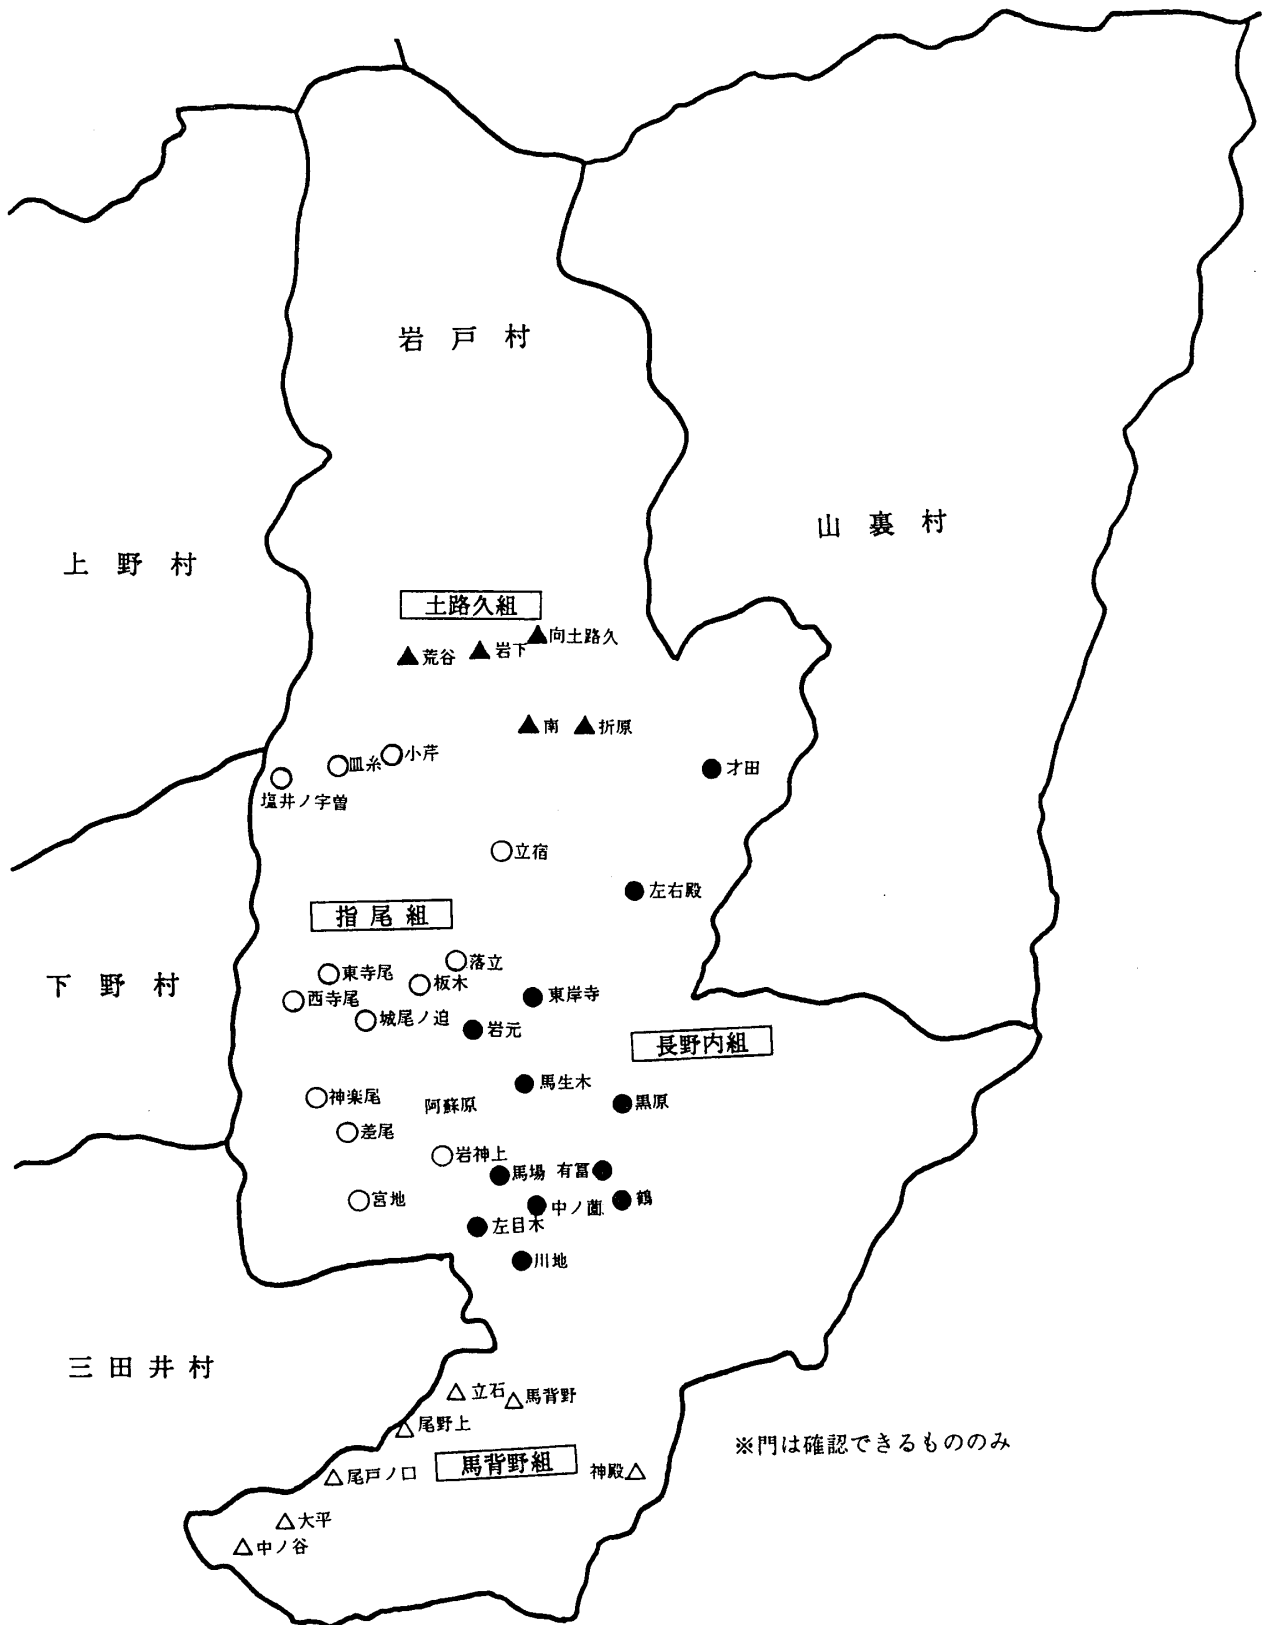 岩戸村
山裏村
上野村
土路久組
向土路久
岩下
荒谷
南
折原
小芹
皿糸
才田
塩井ノ字曽
立宿
左右殿
指尾組
落立
東寺尾
板木
下野村
西寺尾
東岸寺
城尾ノ迫
岩元
長野内組
馬生木
神楽尾
阿蘇原
黒原
差尾
岩神上
馬場
有冨
宮地
中ノ薗
鶴
左目木
川地
三田井村
立石
馬背野
尾野上
※門は確認できるもののみ
馬背野組
尾戸ノ口
神殿
大平
中ノ谷